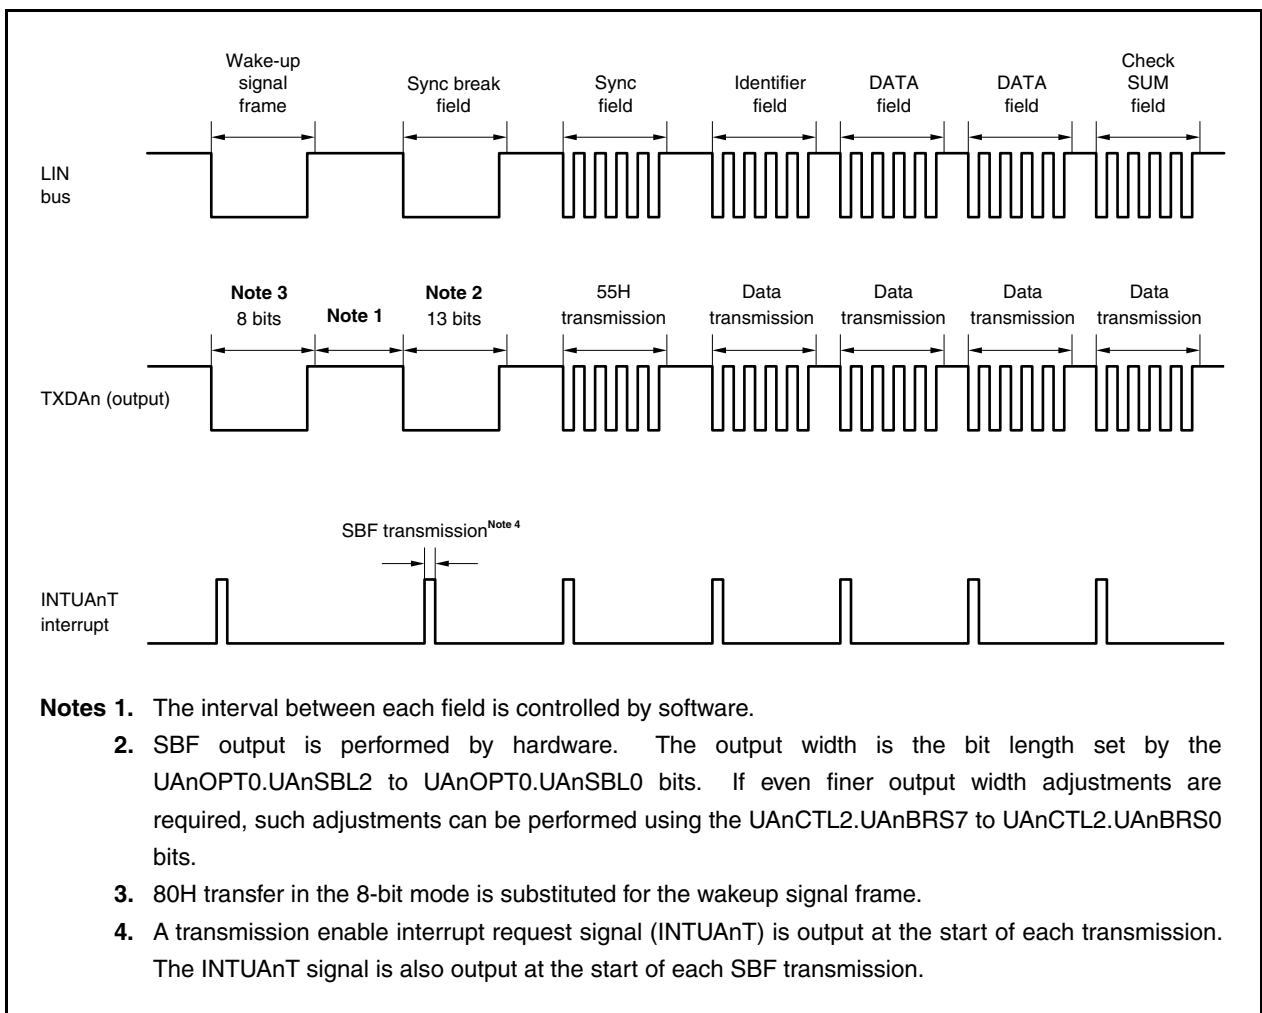 Wake-up
signal
frame
Sync break
field
Sync
field
Identifier
field
DATA
field
DATA
field
Check
SUM
field
LIN
bus
Note 3
8 bits
Note 1
Note 2
13 bits
55H
transmission
Data
transmission
Data
transmission
Data
transmission
Data
transmission
TXDAn (output)
SBF transmission Note 4
INTUAnT
interrupt
Notes 1. The interval between each field is controlled by software.
2. SBF output is performed by hardware. The output width is the bit length set by the
UAnOPT0.UAnSBL2 to UAnOPT0.UAnSBL0 bits. If even finer output width adjustments are
required, such adjustments can be performed using the UAnCTL2.UAnBRS7 to UAnCTL2.UAnBRS0
bits.
3. 80H transfer in the 8-bit mode is substituted for the wakeup signal frame.
4. A transmission enable interrupt request signal (INTUAnT) is output at the start of each transmission.
The INTUAnT signal is also output at the start of each SBF transmission.